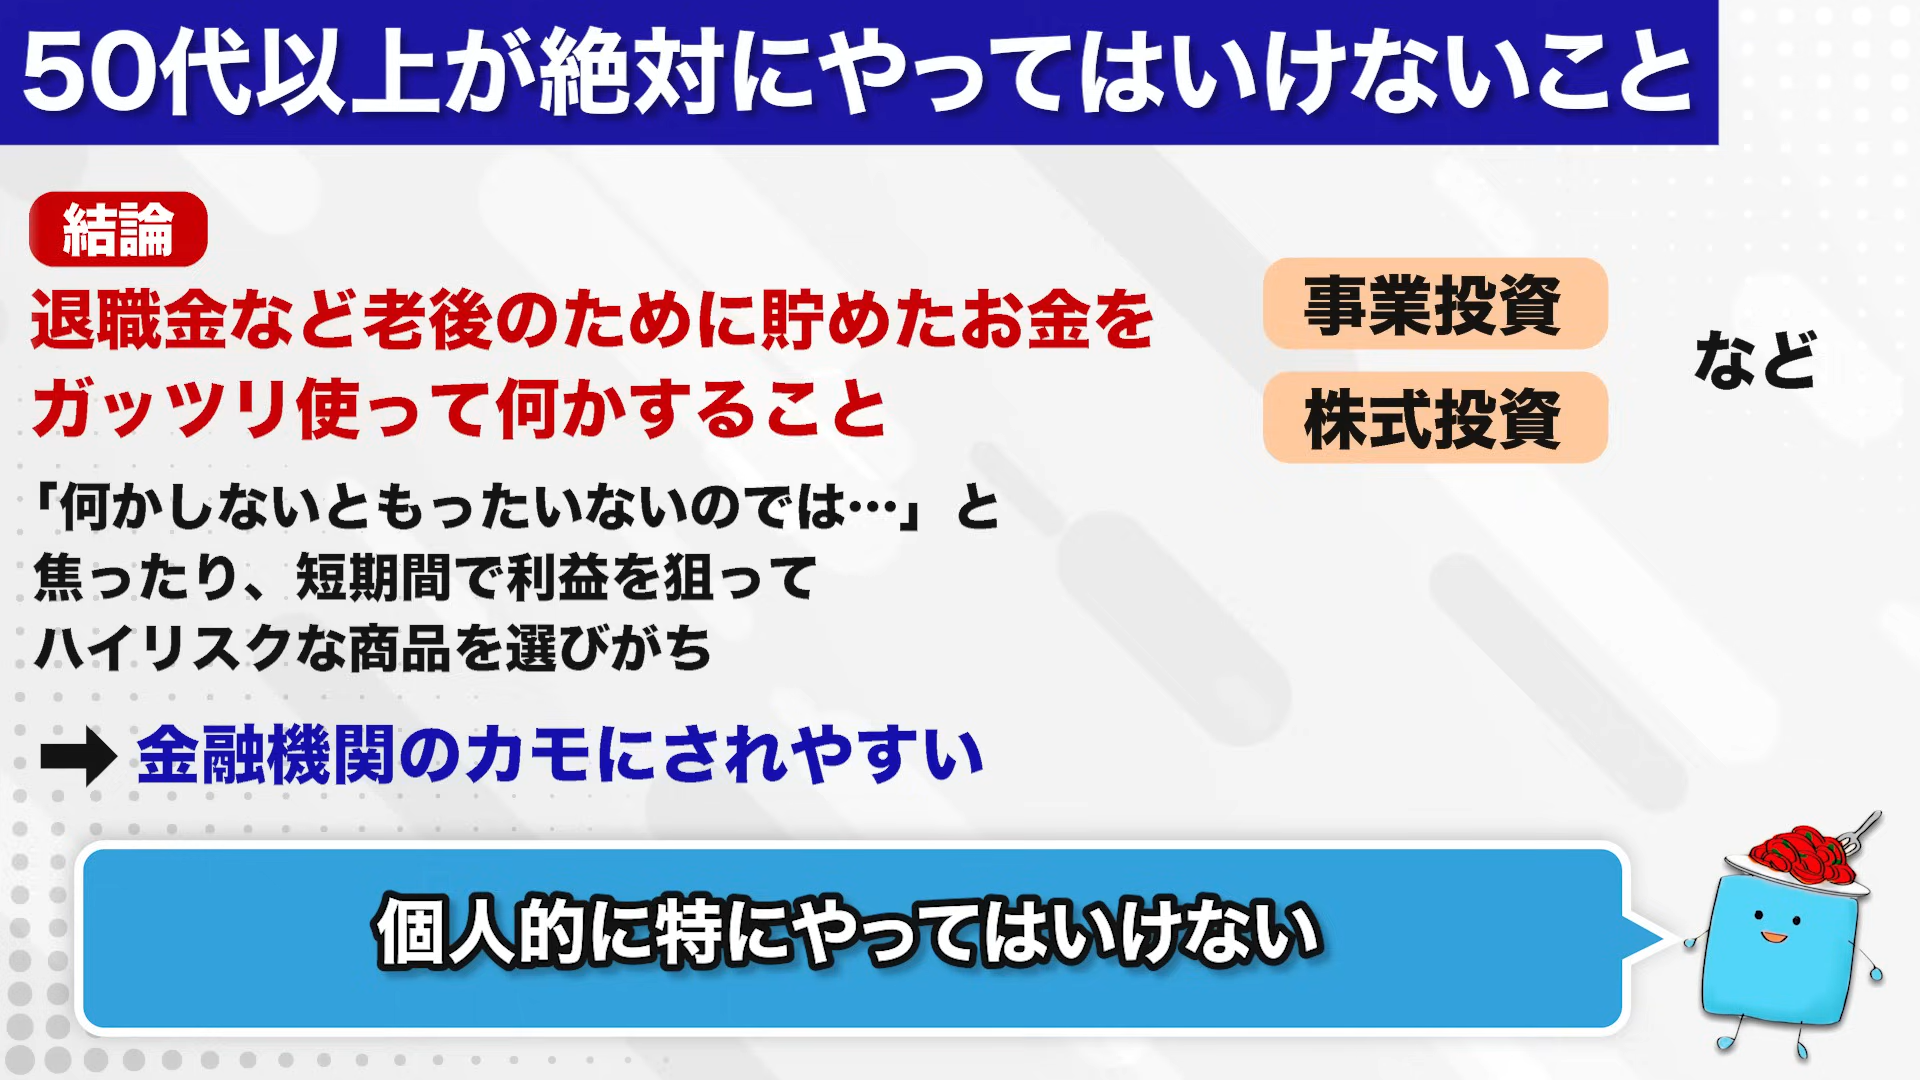 50代以上が絶対にやってはいけないこと
結論
退職金など老後のために貯めたお金を
ガッツリ使って何かすること
事業投資
株式投資
など
「何かしないともったいないのでは…」と
焦ったり、短期間で利益を狙って
ハイリスクな商品を選びがち
➡金融機関のカモにされやすい
個人的に特にやってはいけない